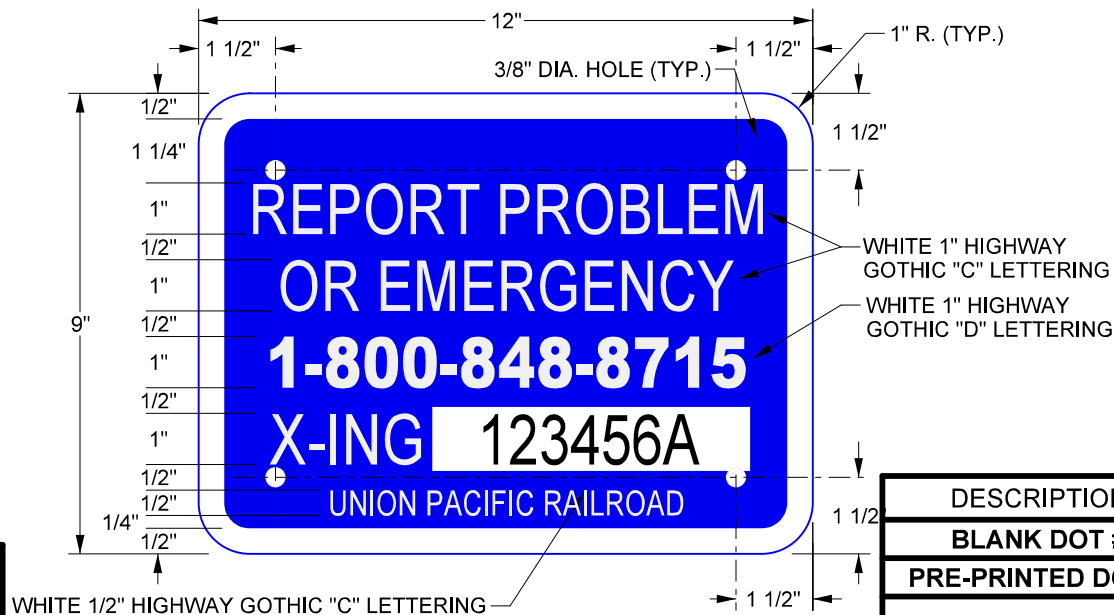 12"
1 1/2"
1 1/2"
1" R. (TYP.)
3/8" DIA. HOLE (TYP.)
1/2"
1 1/4"
1"
1/2"
1"
1/2"
1"
1/2"
1"
1/2"
1/2"
1/4"
1/2"
9"
REPORT PROBLEM
OR EMERGENCY
1-800-848-8715
X-ING 123456A
UNION PACIFIC RAILROAD
1 1/2"
WHITE 1" HIGHWAY
GOTHIC "C" LETTERING
WHITE 1" HIGHWAY
GOTHIC "D" LETTERING
1 1/2
1 1/2"
WHITE 1/2" HIGHWAY GOTHIC "C" LETTERING
DESCRIPTION
BLANK DOT
PRE-PRINTED